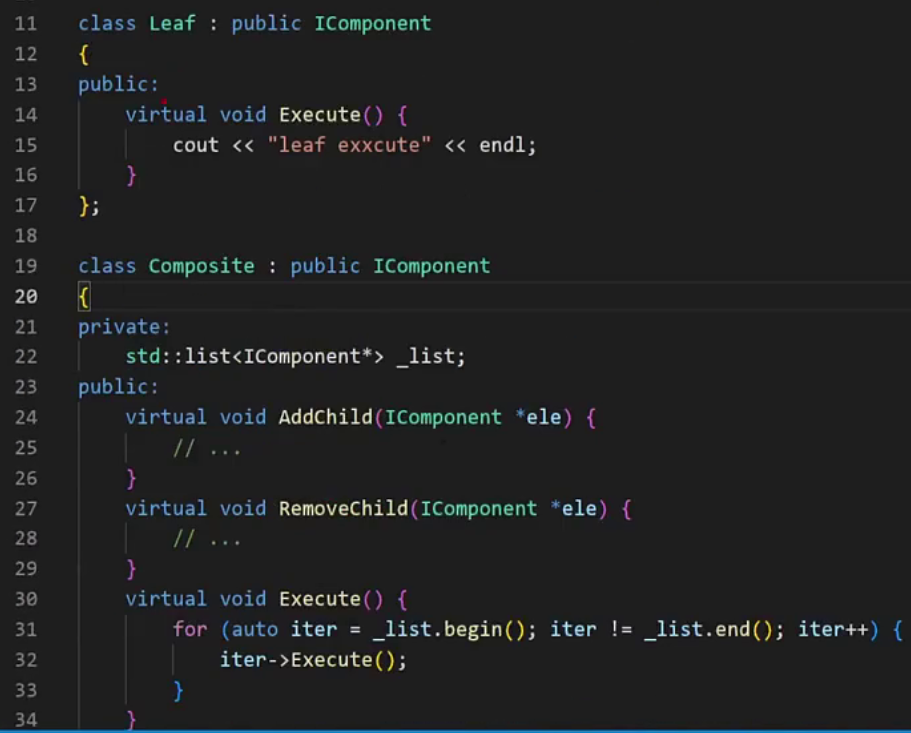 11 class Leaf : public IComponent
12 {
13 public:
14 virtual void Execute() {
15 cout << "leaf exxcute" << endl;
16 }
17 };
18
19 class Composite : public IComponent
20 {
21 private:
22 std::list<IComponent*> _list;
23 public:
24 virtual void AddChild(IComponent *ele) {
25 // ...
26 }
27 virtual void RemoveChild(IComponent *ele) {
28 // ...
29 }
30 virtual void Execute() {
31 for (auto iter = _list.begin(); iter != _list.end(); iter++) {
32 iter->Execute();
33 }
34 }